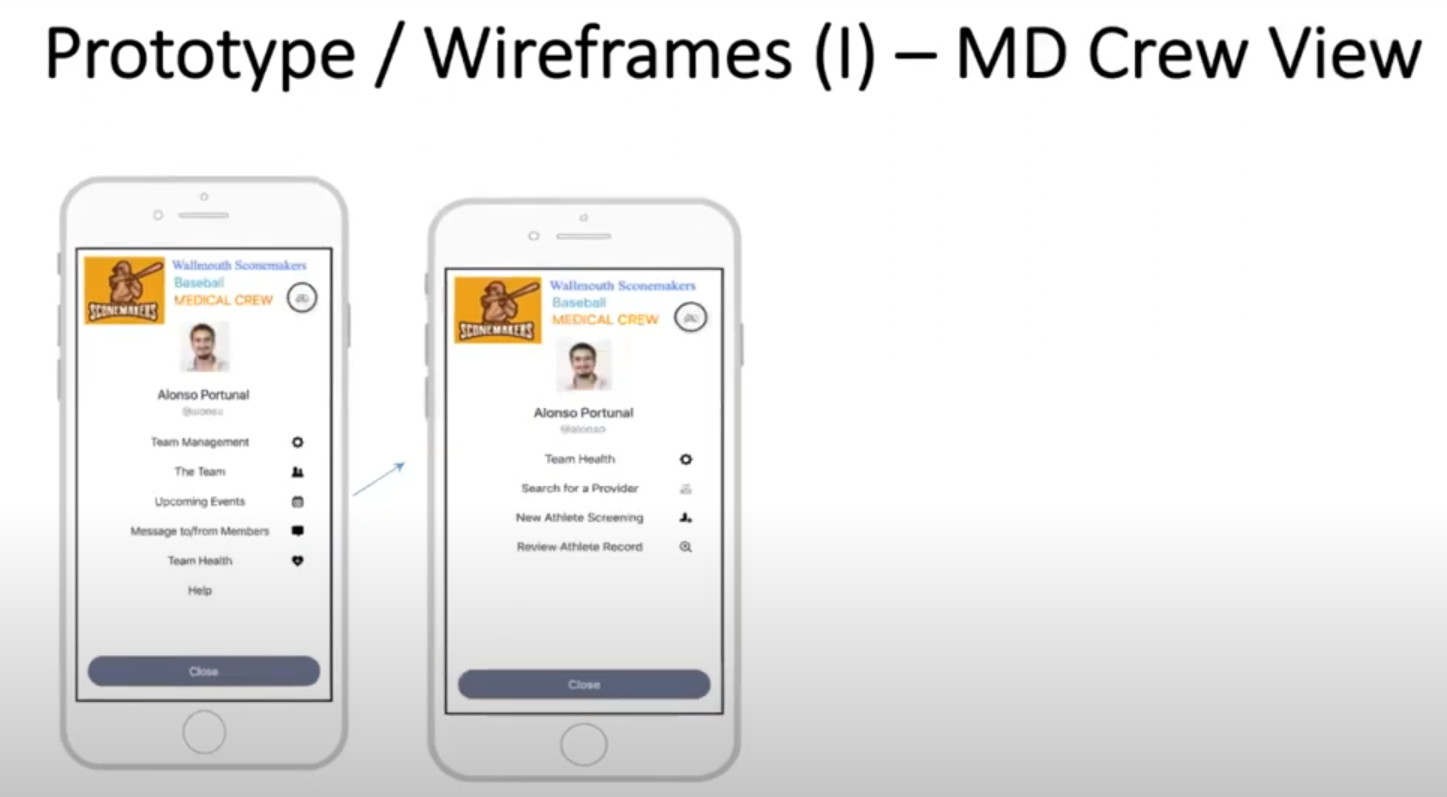 Prototype / Wireframes (I) – MD Crew View
SCONEMAKERS
Wallmouth Sconemakers
Baseball
MEDICAL CREW
Alonso Portunal
@alonso
Team Management
The Team
Upcoming Events
Message to/from Members
Team Health
Help
Close
SCONEMAKERS
Wallmouth Sconemakers
Baseball
MEDICAL CREW
Alonso Portunal
@alonso
Team Health
Search for a Provider
New Athlete Screening
Review Athlete Record
Close